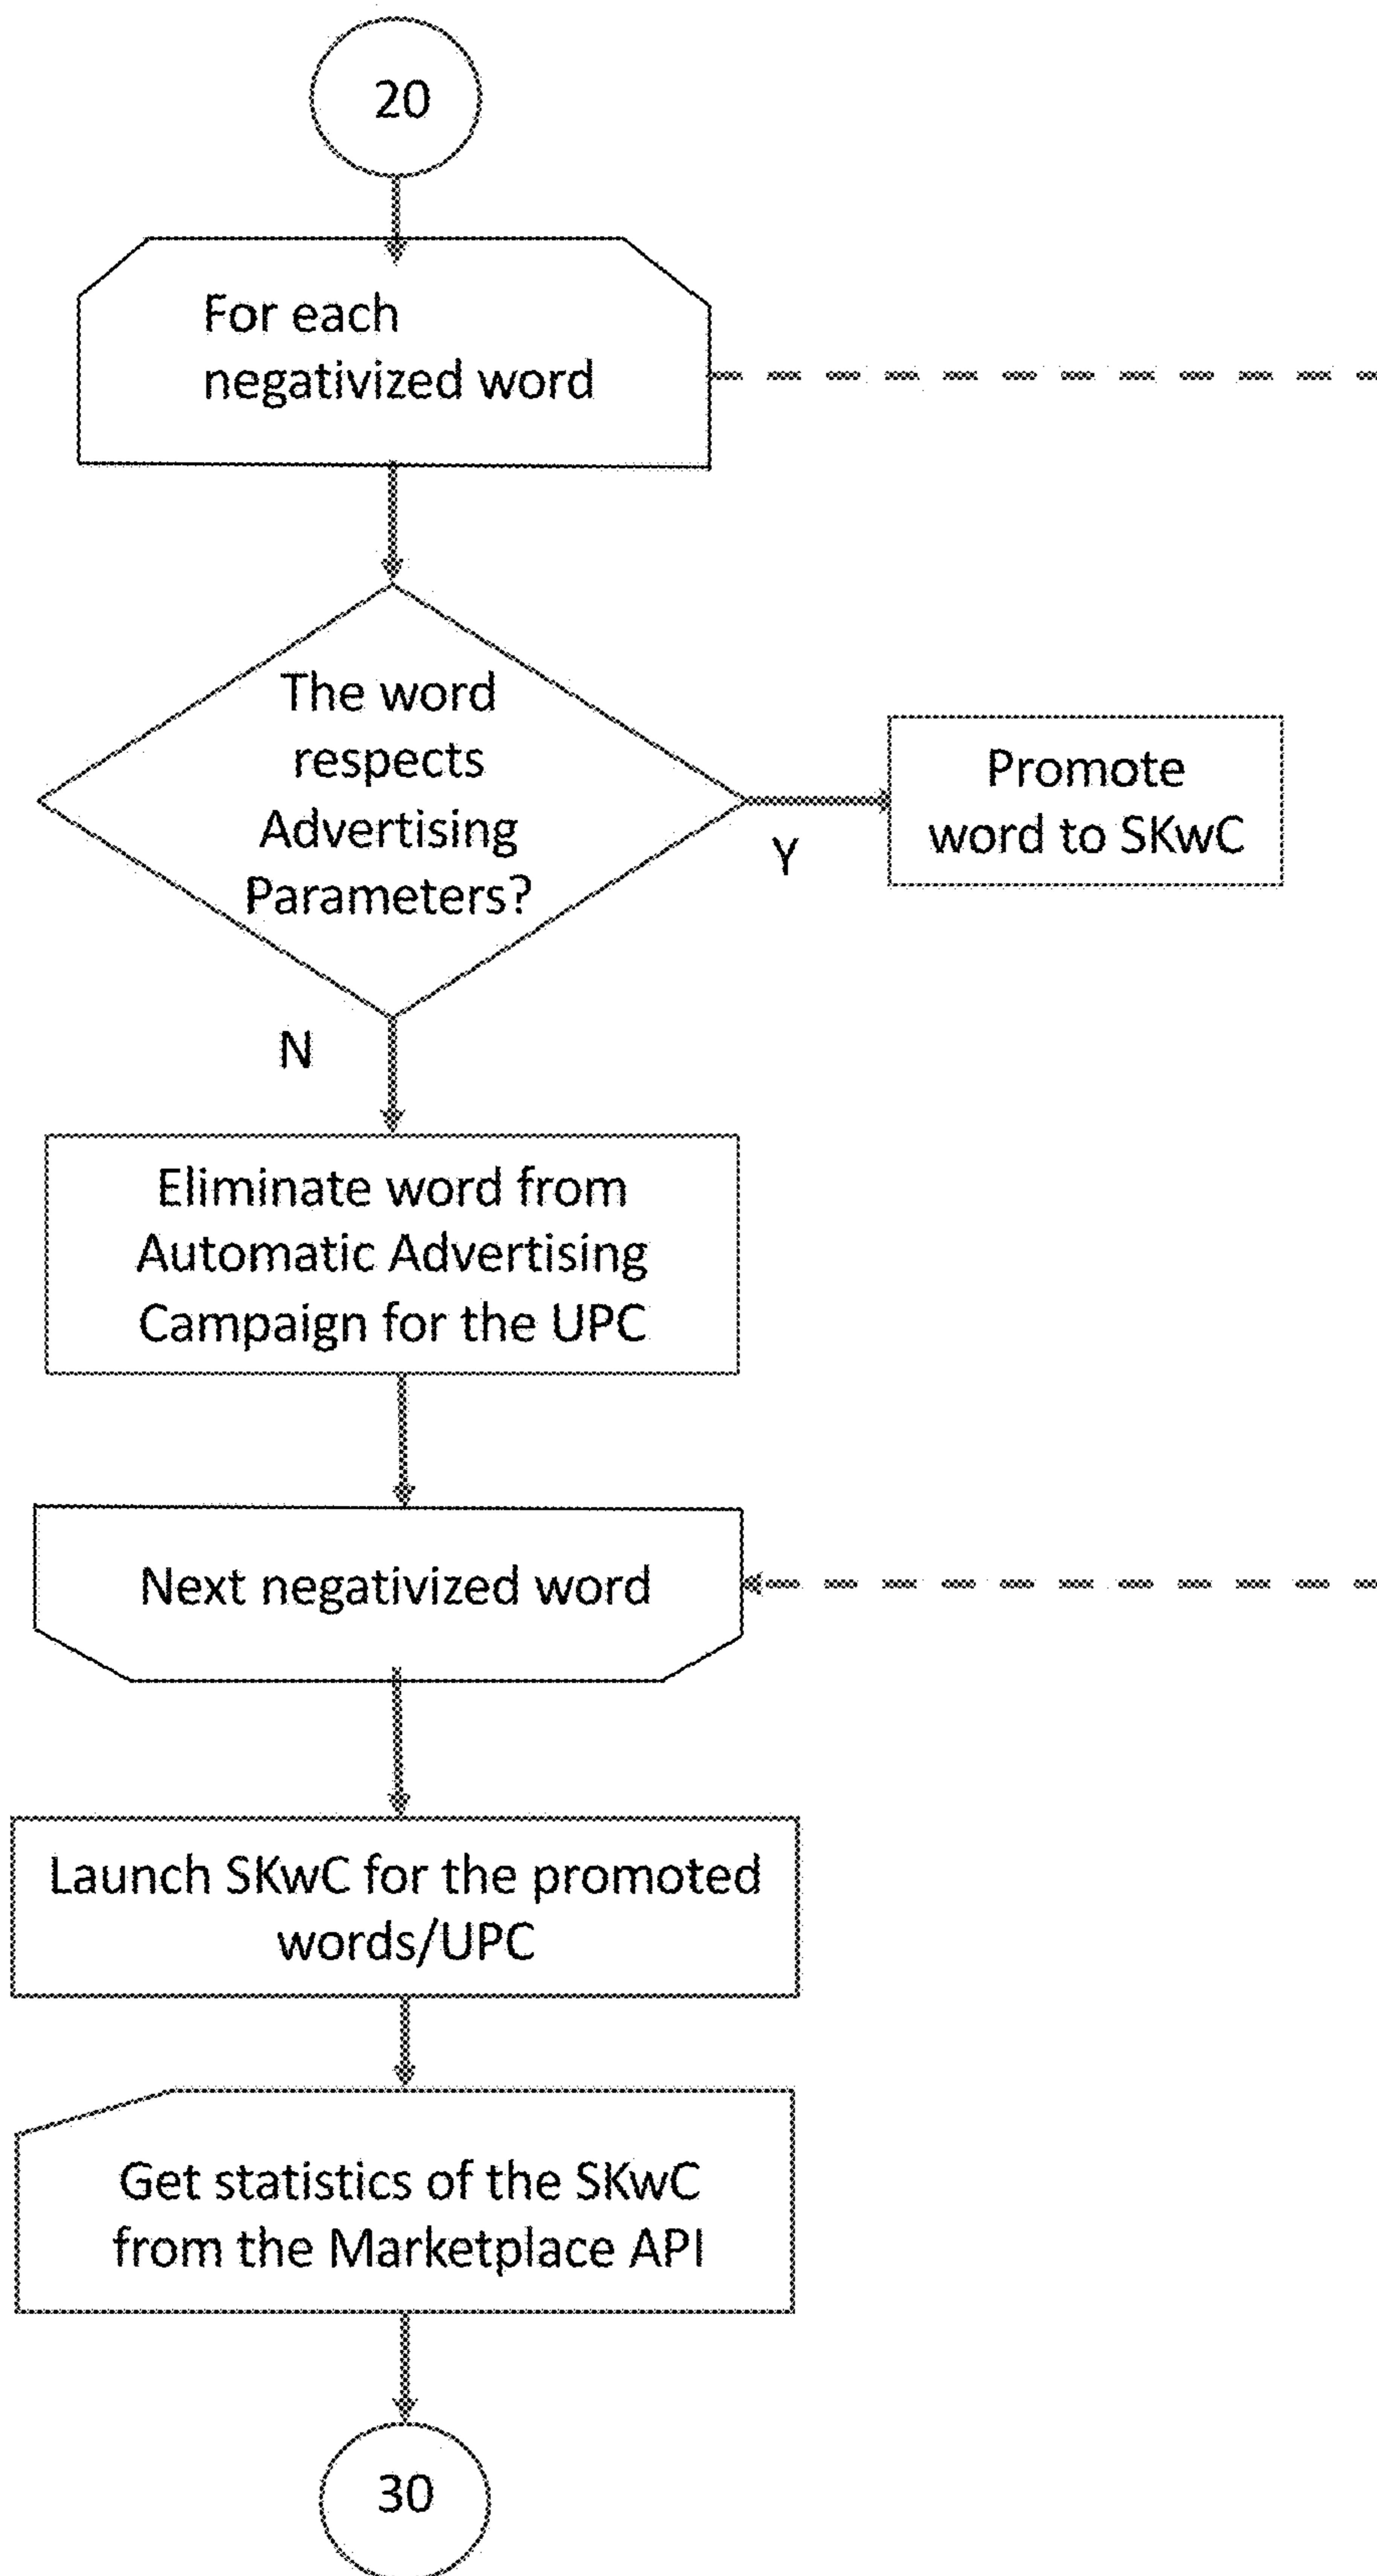 20
For each
negativized word
The word
respects
Advertising
Parameters?
Y
Promote
word to SKwC
N
Eliminate word from
Automatic Advertising
Campaign for the UPC
Next negativized word
Launch SKwC for the promoted
words/UPC
Get statistics of the SKwC
from the Marketplace API
30